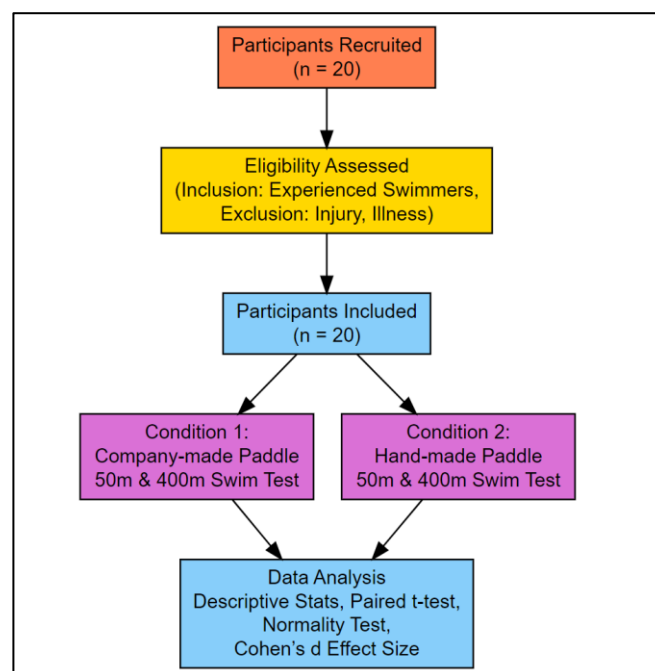 Participants Recruited
(n = 20)
Eligibility Assessed
(Inclusion: Experienced Swimmers,
Exclusion: Injury, Illness)
Participants Included
(n = 20)
Condition 1:
Company-made Paddle
50m & 400m Swim Test
Condition 2:
Hand-made Paddle
50m & 400m Swim Test
Data Analysis
Descriptive Stats, Paired t-test,
Normality Test,
Cohen's d Effect Size